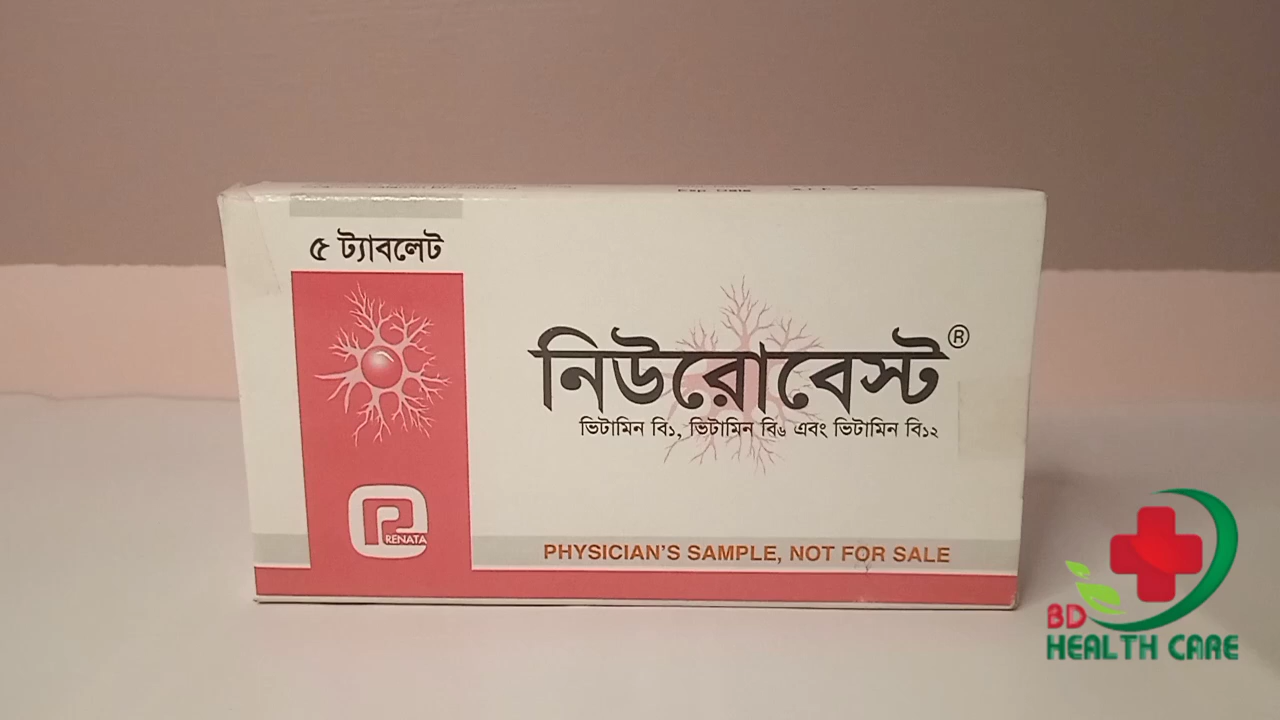 ৫ ট্যাবলেট
নিউরোবেস্ট®
ভিটামিন বি১, ভিটামিন বি৬ এবং ভিটামিন বি১২
RENATA
PHYSICIAN'S SAMPLE, NOT FOR SALE
BD
HEALTH CARE